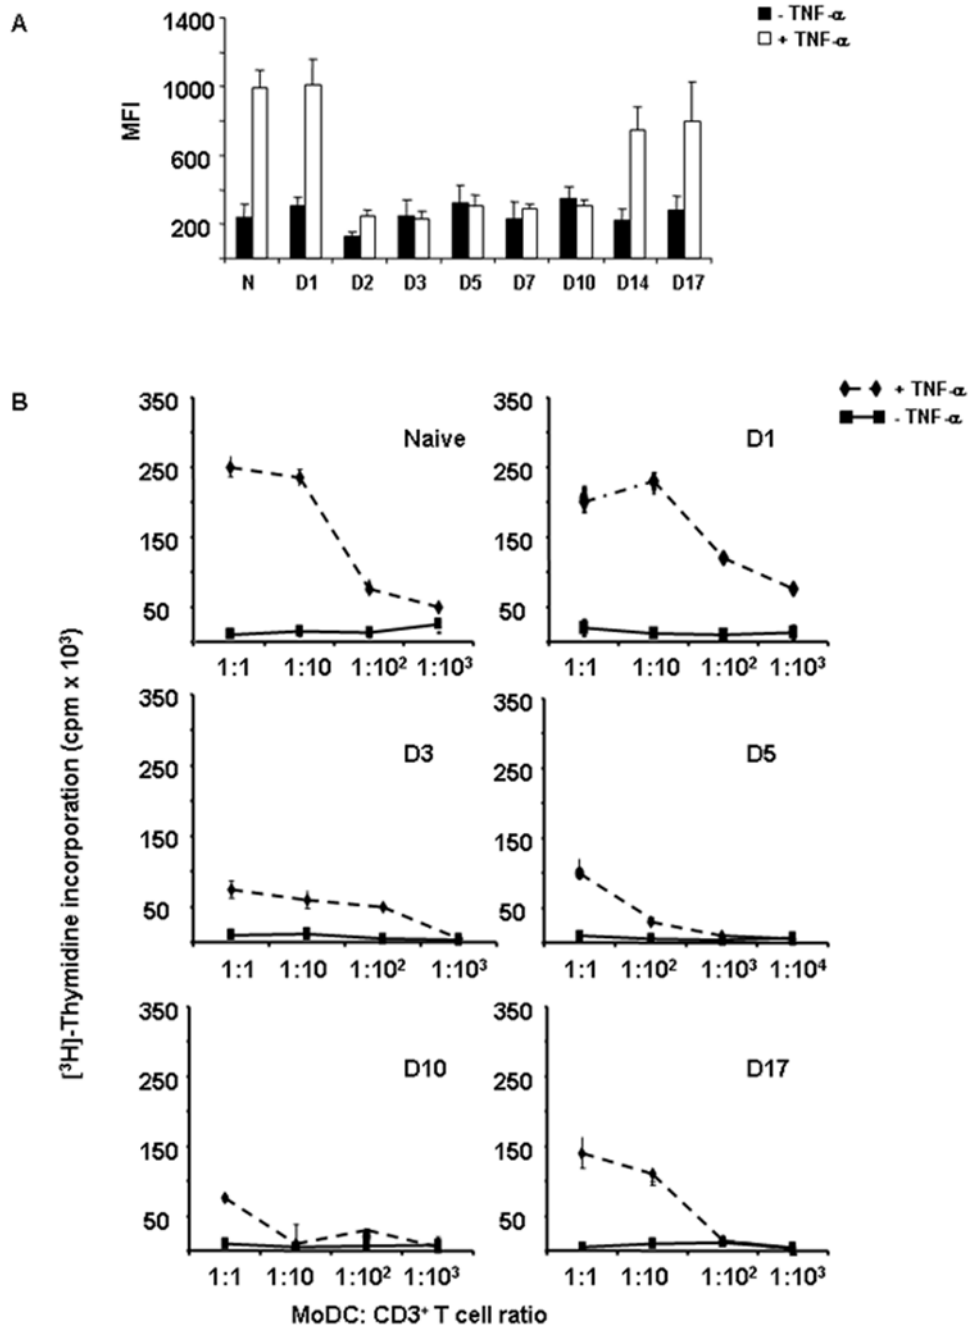 A
- TNF-α
+ TNF-α
1400
1000
600
200
MFI
N D1 D2 D3 D5 D7 D10 D14 D17
B
+ TNF-α
- TNF-α
[³H]-Thymidine incorporation (cpm x 10³)
Naive
350
250
150
50
1:1 1:10 1:10² 1:10³
D1
350
250
150
50
1:1 1:10 1:10² 1:10³
D3
350
250
150
50
1:1 1:10 1:10² 1:10³
D5
350
250
150
50
1:1 1:10² 1:10³ 1:10⁴
D10
350
250
150
50
1:1 1:10 1:10² 1:10³
D17
350
250
150
50
1:1 1:10 1:10² 1:10³
MoDC: CD3⁺ T cell ratio